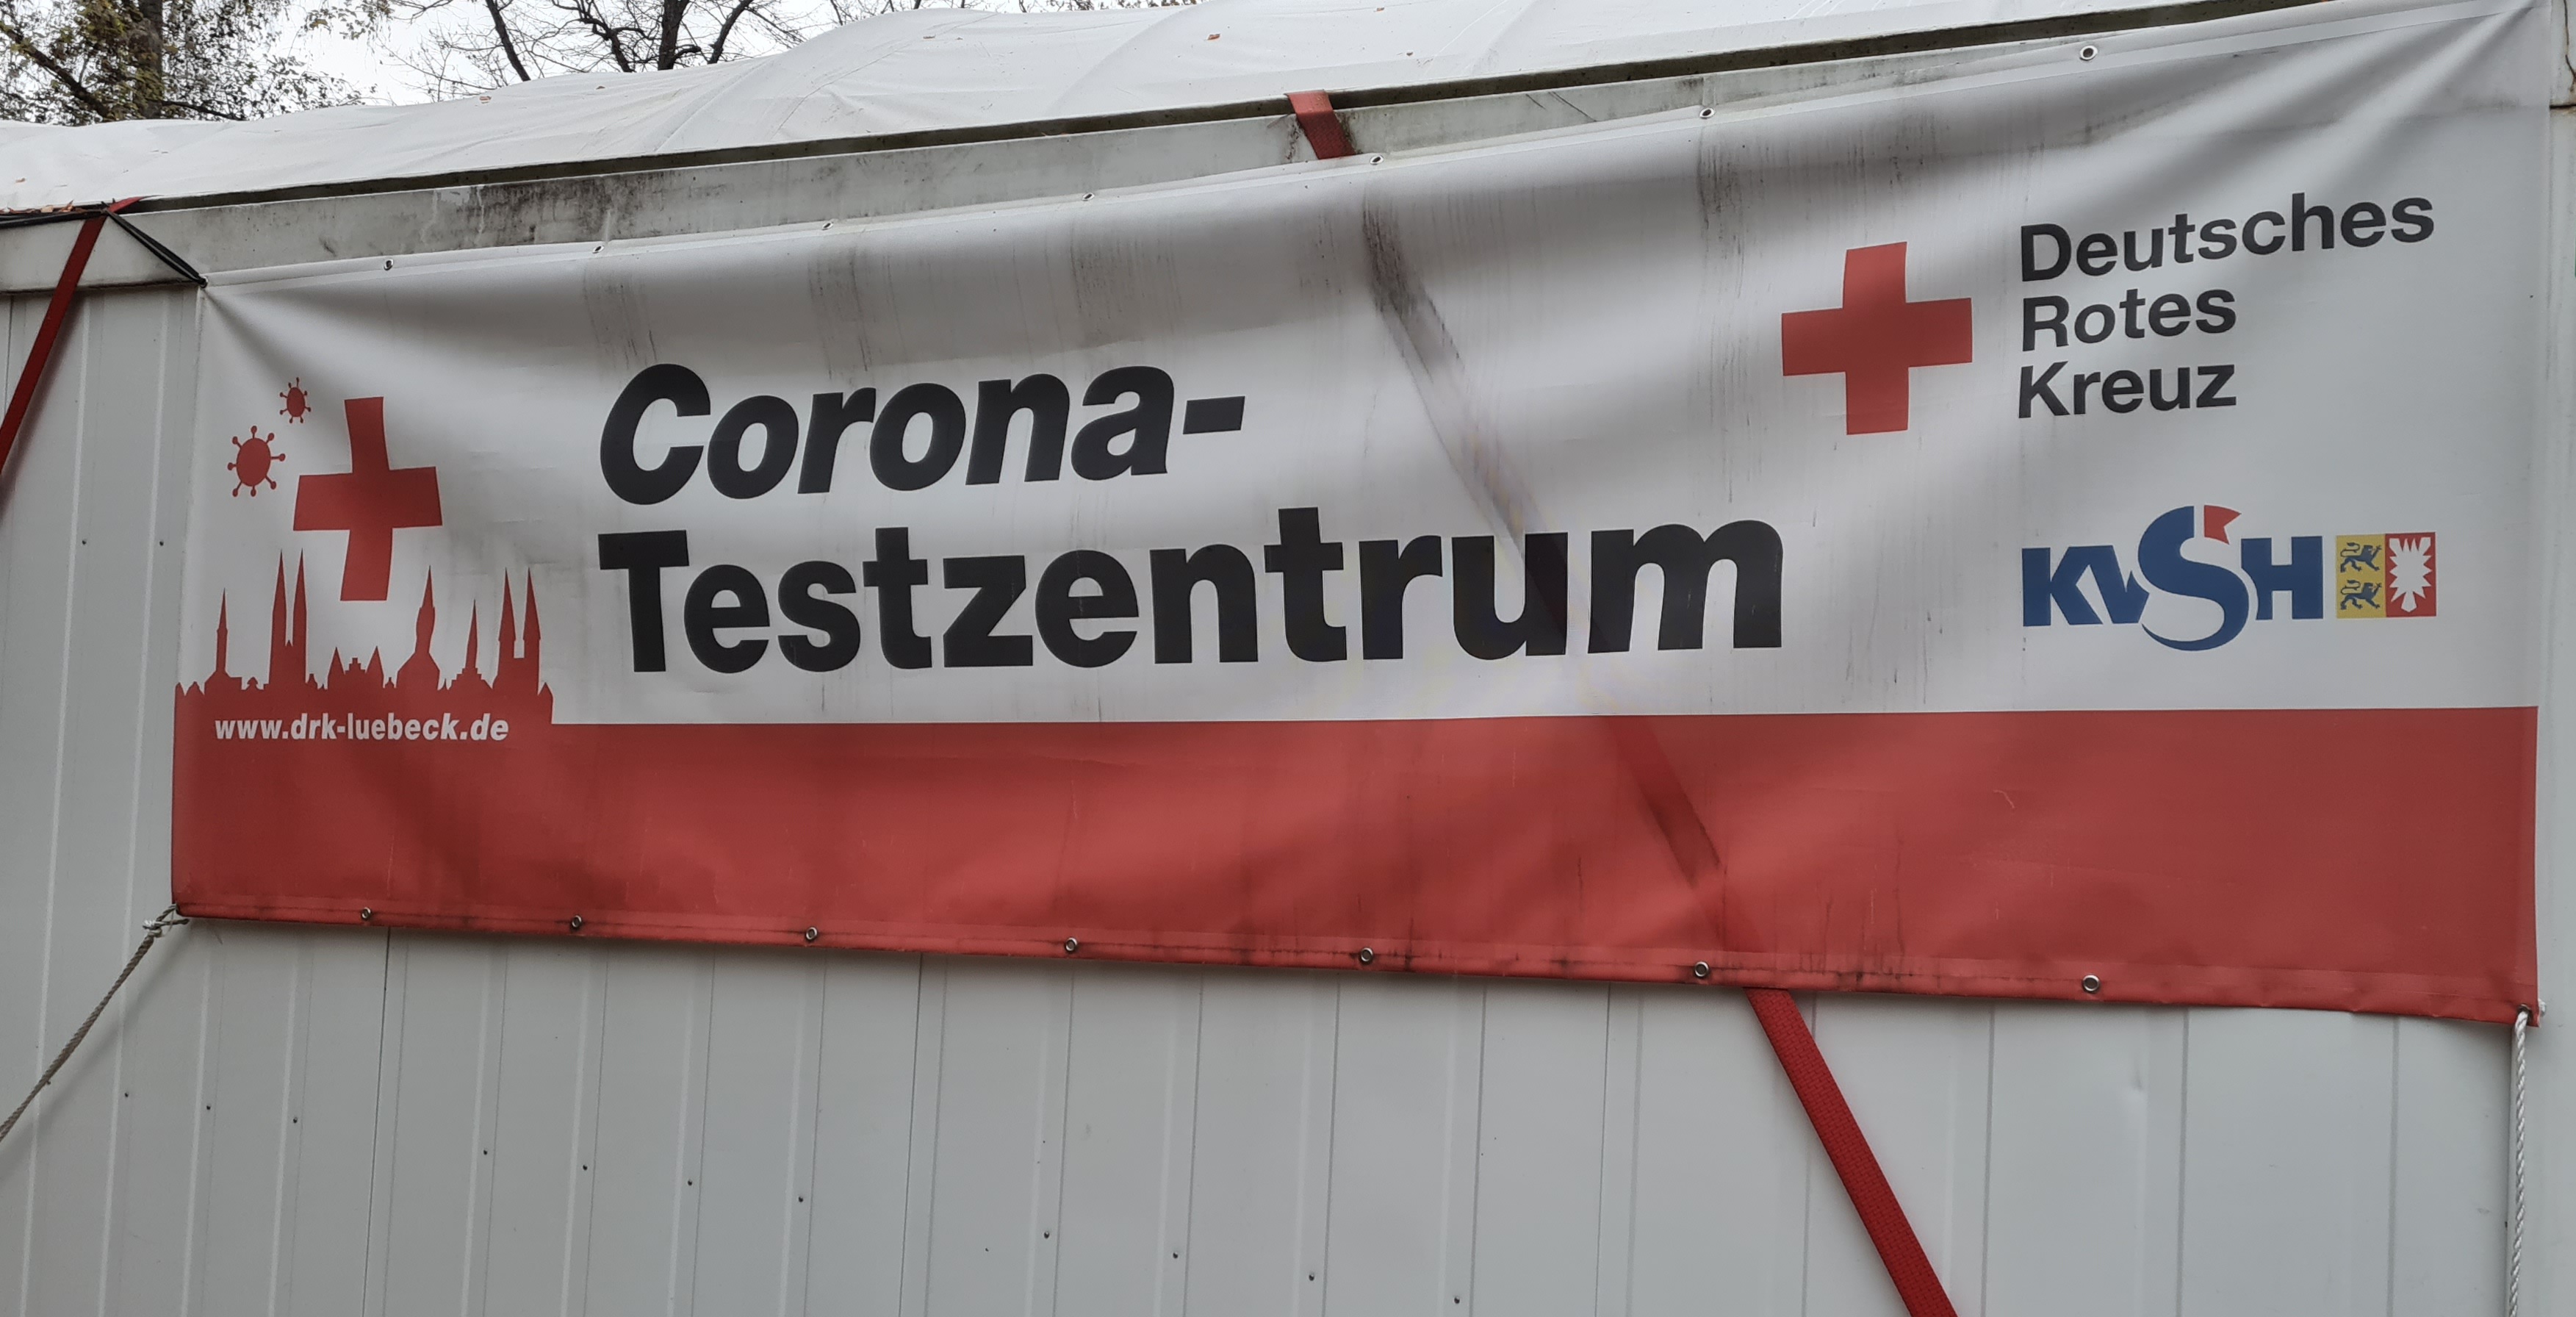 Corona-
Testzentrum
www.drk-luebeck.de
Deutsches
Rotes
Kreuz
KVSH